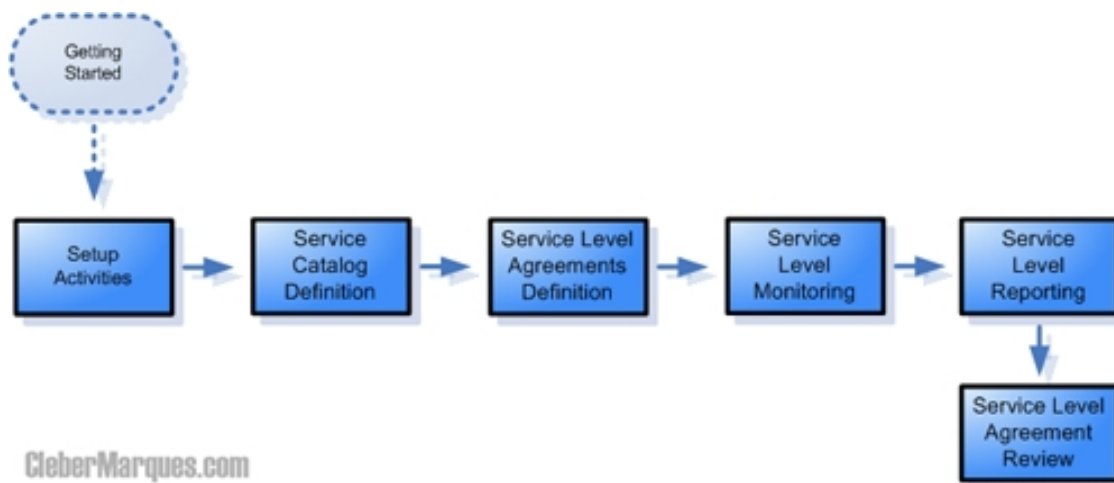 Getting
Started
Setup
Activities
Service
Catalog
Definition
Service Level
Agreements
Definition
Service
Level
Monitoring
Service
Level
Reporting
Service Level
Agreement
Review
CleberMarques.com